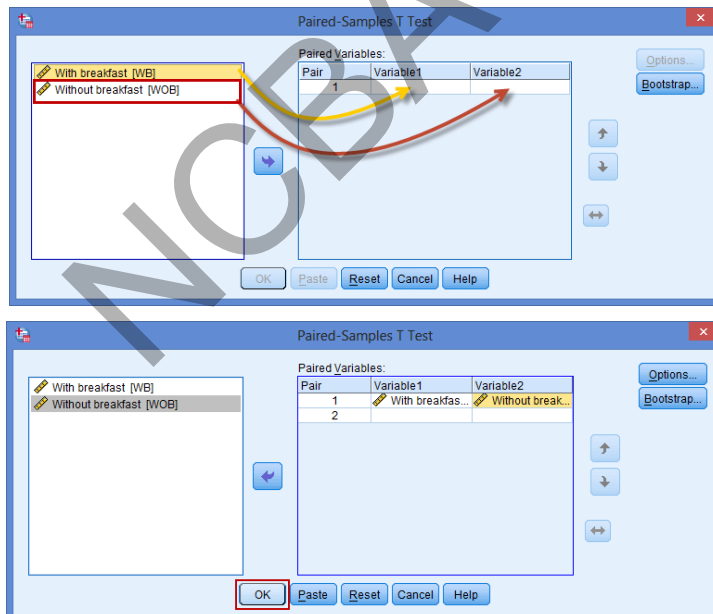 Paired-Samples T Test
Paired Variables:
With breakfast [WB]
Without breakfast [WOB]
Pair Variable1 Variable2
1
Options...
Bootstrap...
OK Paste Reset Cancel Help
Paired-Samples T Test
Paired Variables:
With breakfast [WB]
Without breakfast [WOB]
Pair Variable1 Variable2
1 With breakfas... Without break...
2
Options...
Bootstrap...
OK Paste Reset Cancel Help
NCBA